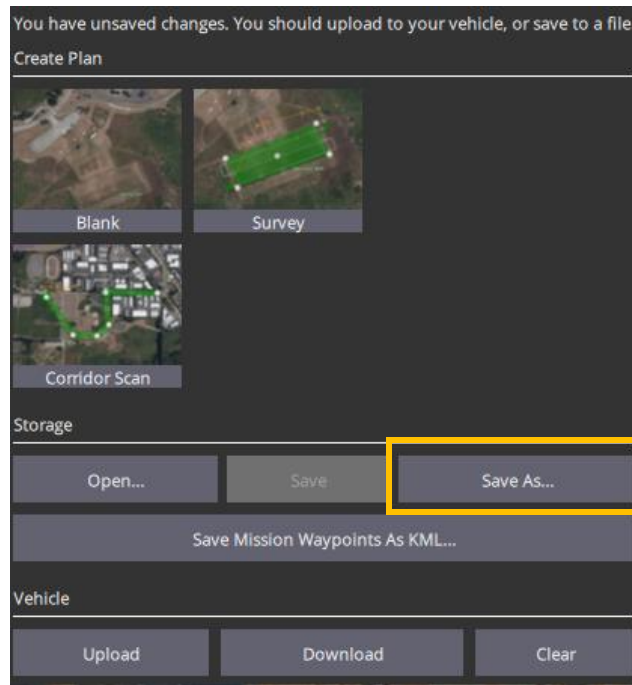 You have unsaved changes. You should upload to your vehicle, or save to a file
Create Plan
Blank
Survey
Corridor Scan
Storage
Open...
Save
Save As...
Save Mission Waypoints As KML...
Vehicle
Upload
Download
Clear